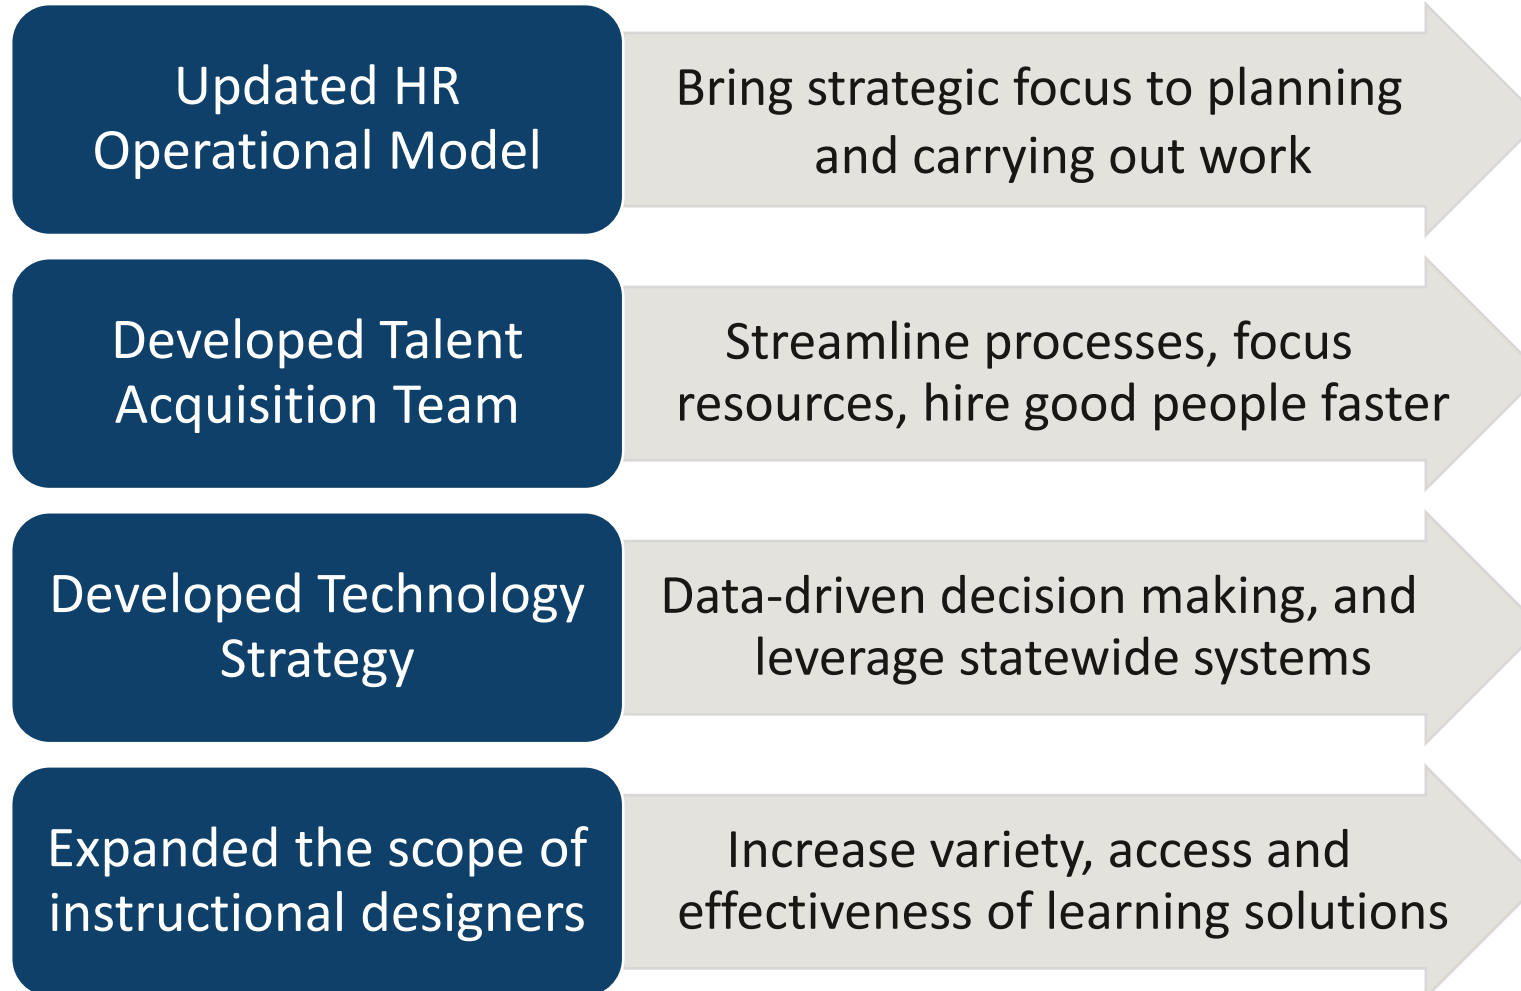 Updated HR
Operational Model
Bring strategic focus to planning
and carrying out work
Developed Talent
Acquisition Team
Streamline processes, focus
resources, hire good people faster
Developed Technology
Strategy
Data-driven decision making, and
leverage statewide systems
Expanded the scope of
instructional designers
Increase variety, access and
effectiveness of learning solutions